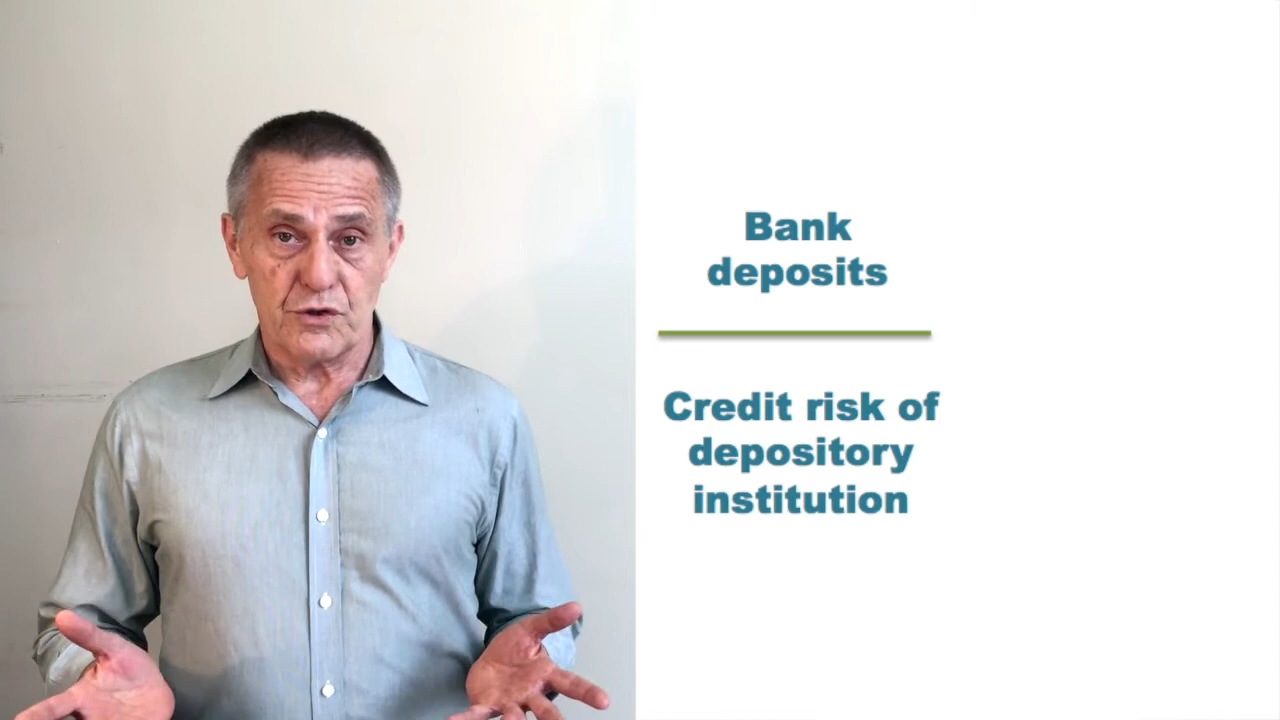 Bank
deposits
Credit risk of
depository
institution